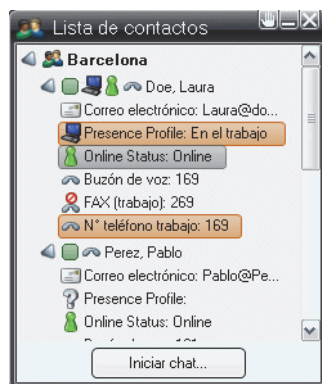 Lista de contactos
Barcelona
Doe, Laura
Correo electrónico: Laura@do...
Presence Profile: En el trabajo
Online Status: Online
Buzón de voz: 169
FAX (trabajo): 269
N° teléfono trabajo: 169
Perez, Pablo
Correo electrónico: Pablo@Pe...
Presence Profile:
Online Status: Online
Iniciar chat...